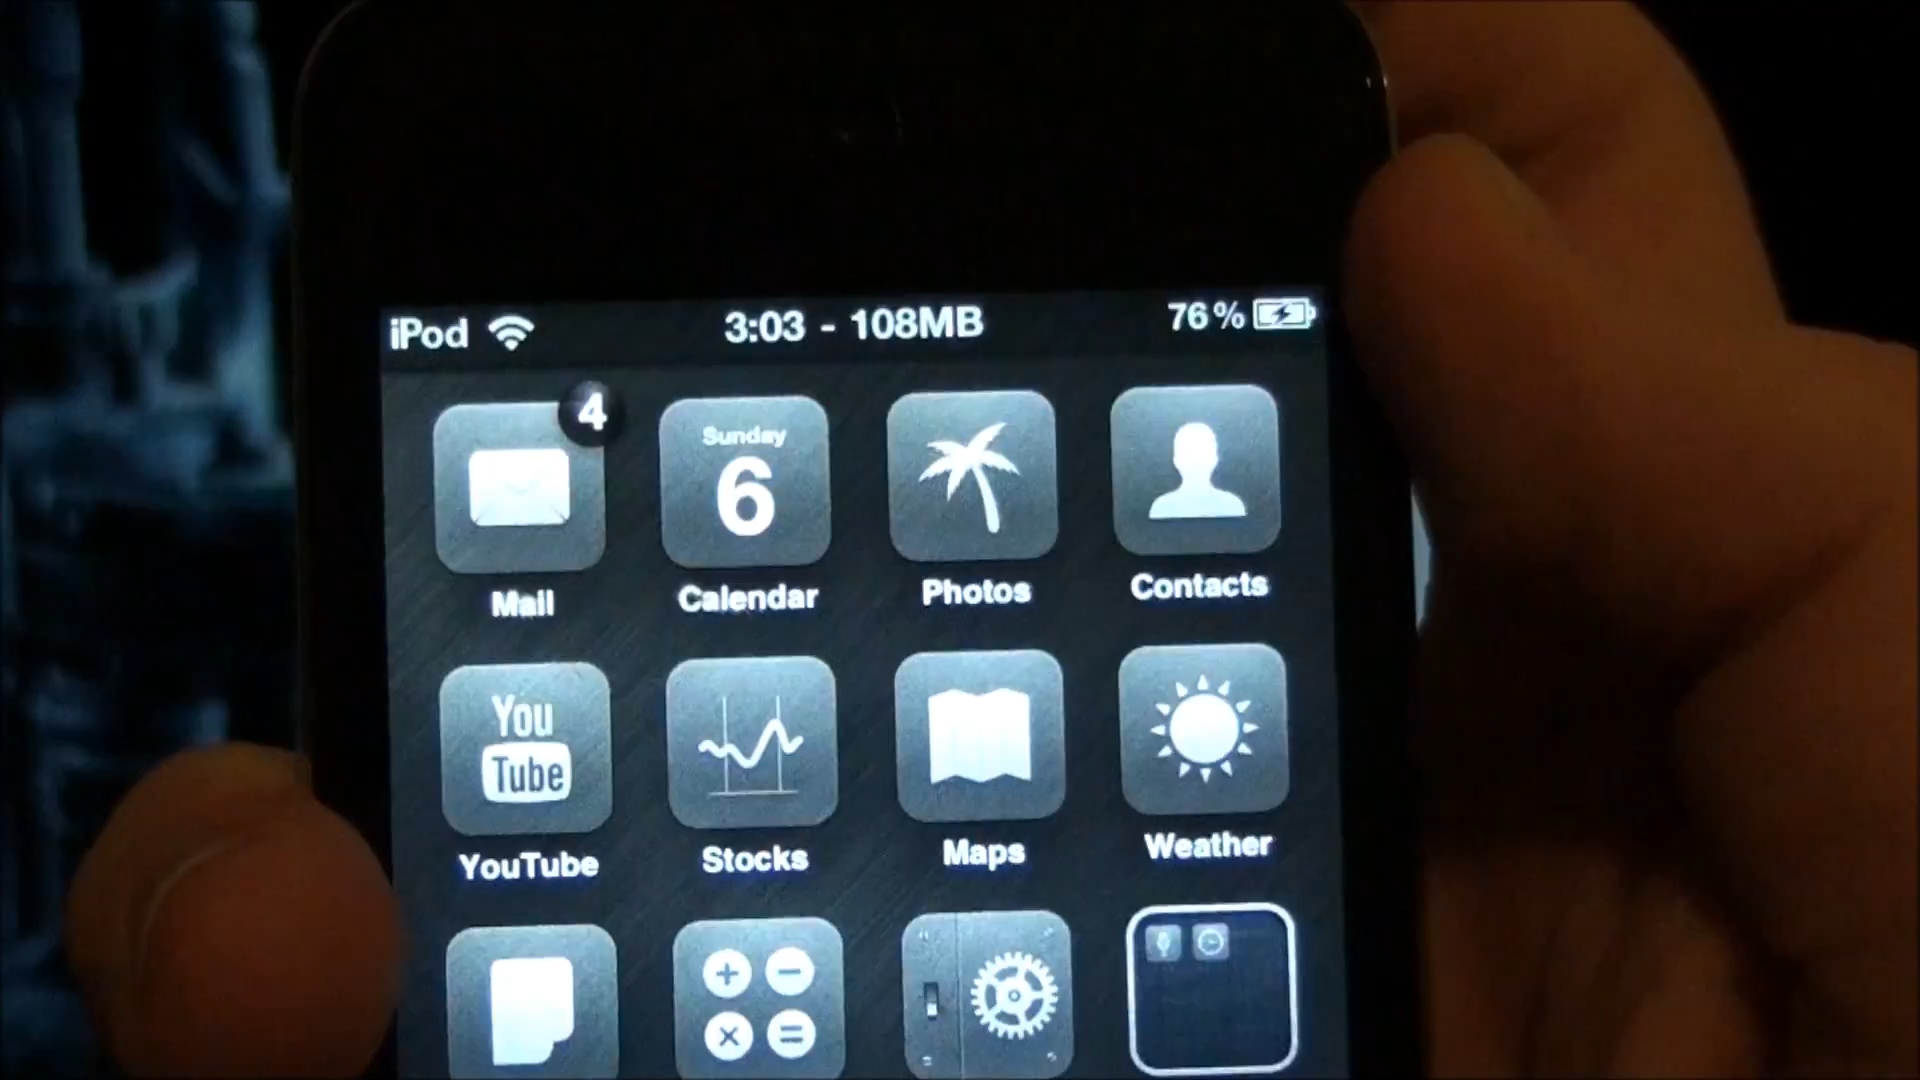 iPod 3:03 - 108MB 76%
4
Sunday
6
Mail Calendar Photos Contacts
You
Tube
YouTube Stocks Maps Weather